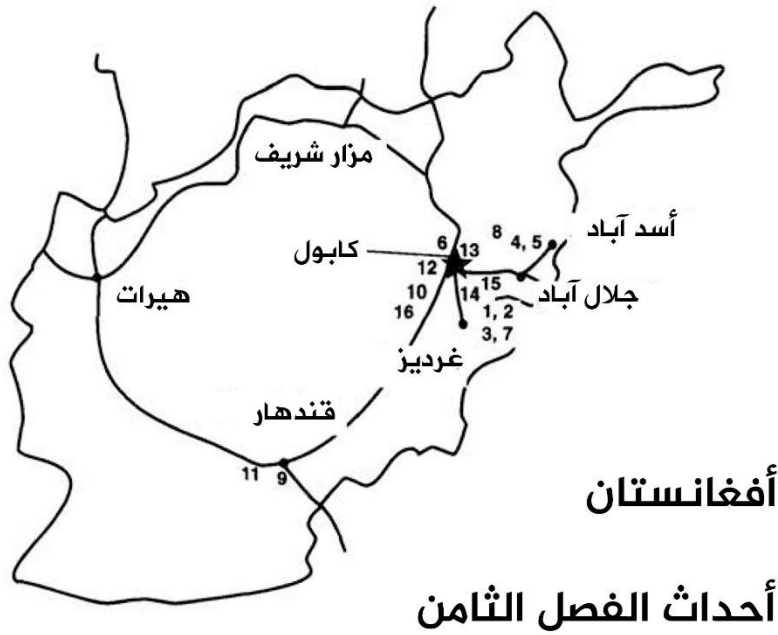 مزار شريف
أسد آباد
8
4, 5
6
13
كابول
12
15
جلال آباد
هيرات
10
14
1, 2
16
3, 7
غرديز
قندهار
11
9
أفغانستان
أحداث الفصل الثامن